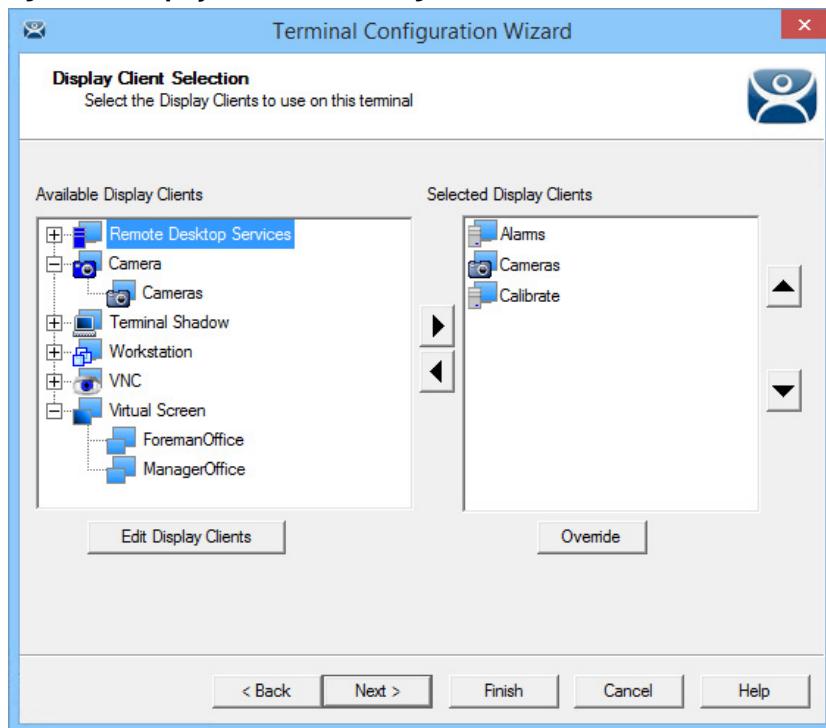 Terminal Configuration Wizard
Display Client Selection
Select the Display Clients to use on this terminal
Available Display Clients
Selected Display Clients
Remote Desktop Services
Camera
Cameras
Terminal Shadow
Workstation
VNC
Virtual Screen
ForemanOffice
ManagerOffice
Alarms
Cameras
Calibrate
Edit Display Clients
Override
< Back
Next >
Finish
Cancel
Help